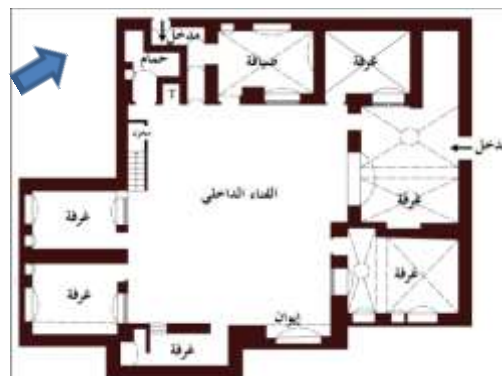 مدخل
حمام
ضيافة
غرفة
T
مدخل
غرفة
الفناء الداخلي
غرفة
غرفة
غرفة
إيوان
غرفة